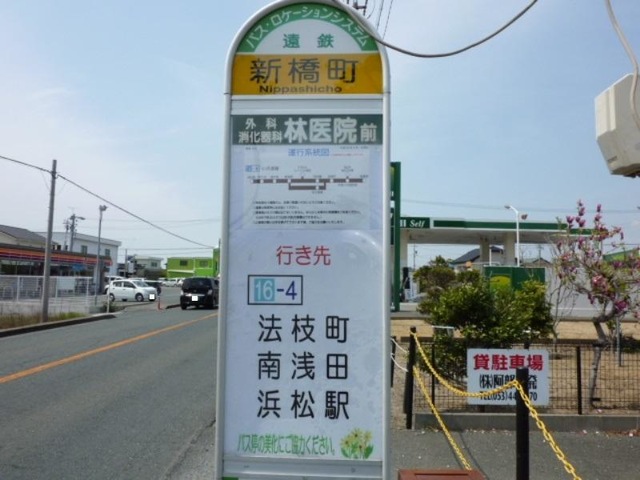 バス・ロケーションシステム
遠鉄
新橋町
Nippashicho
外科
消化器科
林医院前
運行系統図
行き先
16-4
法枝町
南浅田
浜松駅
バス停の美化にご協力ください。
Self
貸駐車場